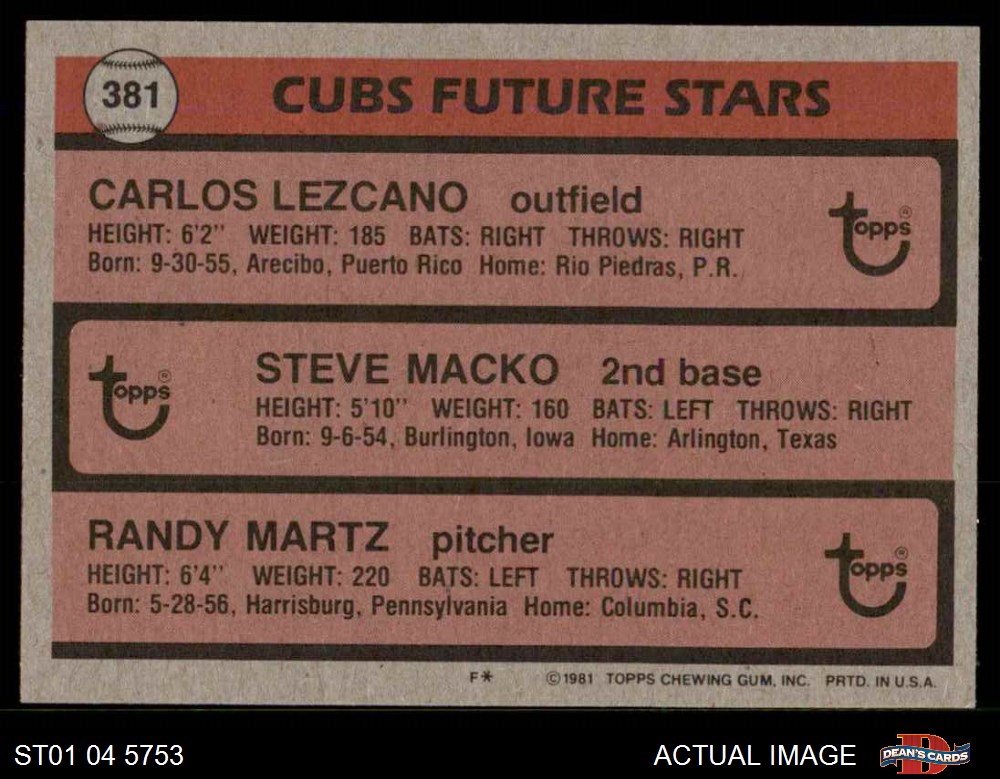 381
CUBS FUTURE STARS
CARLOS LEZCANO outfield
HEIGHT: 6'2" WEIGHT: 185 BATS: RIGHT THROWS: RIGHT
Born: 9-30-55, Arecibo, Puerto Rico Home: Rio Piedras, P.R.
topps®
STEVE MACKO 2nd base
HEIGHT: 5'10" WEIGHT: 160 BATS: LEFT THROWS: RIGHT
Born: 9-6-54, Burlington, Iowa Home: Arlington, Texas
topps®
RANDY MARTZ pitcher
HEIGHT: 6'4" WEIGHT: 220 BATS: LEFT THROWS: RIGHT
Born: 5-28-56, Harrisburg, Pennsylvania Home: Columbia, S.C.
topps®
F* ©1981 TOPPS CHEWING GUM, INC. PRTD. IN U.S.A.
ST01 04 5753
ACTUAL IMAGE
D
DEAN'S CARDS